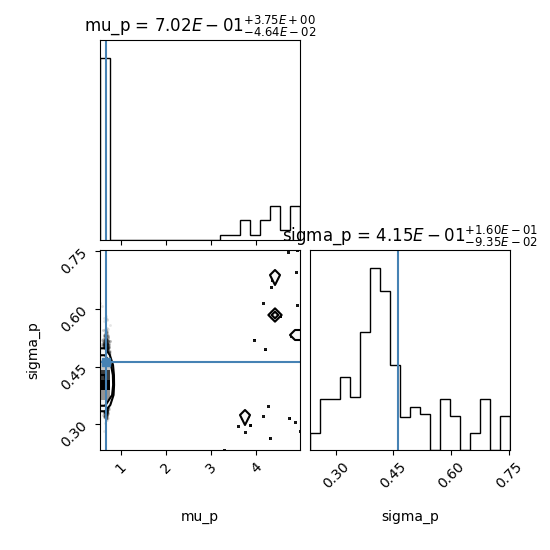 mu_p = 7.02E − 01+3.75E+00−4.64E−02
sigma_p = 4.15E − 01+1.60E−01−9.35E−02
0.75
0.60
0.45
0.30
sigma_p
1 2 3 4
0.30 0.45 0.60 0.75
mu_p
sigma_p